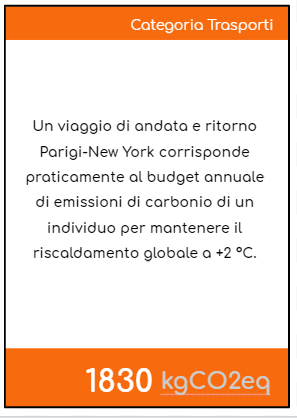 Categoria Trasporti
Un viaggio di andata e ritorno
Parigi-New York corrisponde
praticamente al budget annuale
di emissioni di carbonio di un
individuo per mantenere il
riscaldamento globale a +2 °C.
1830 kgCO2eq